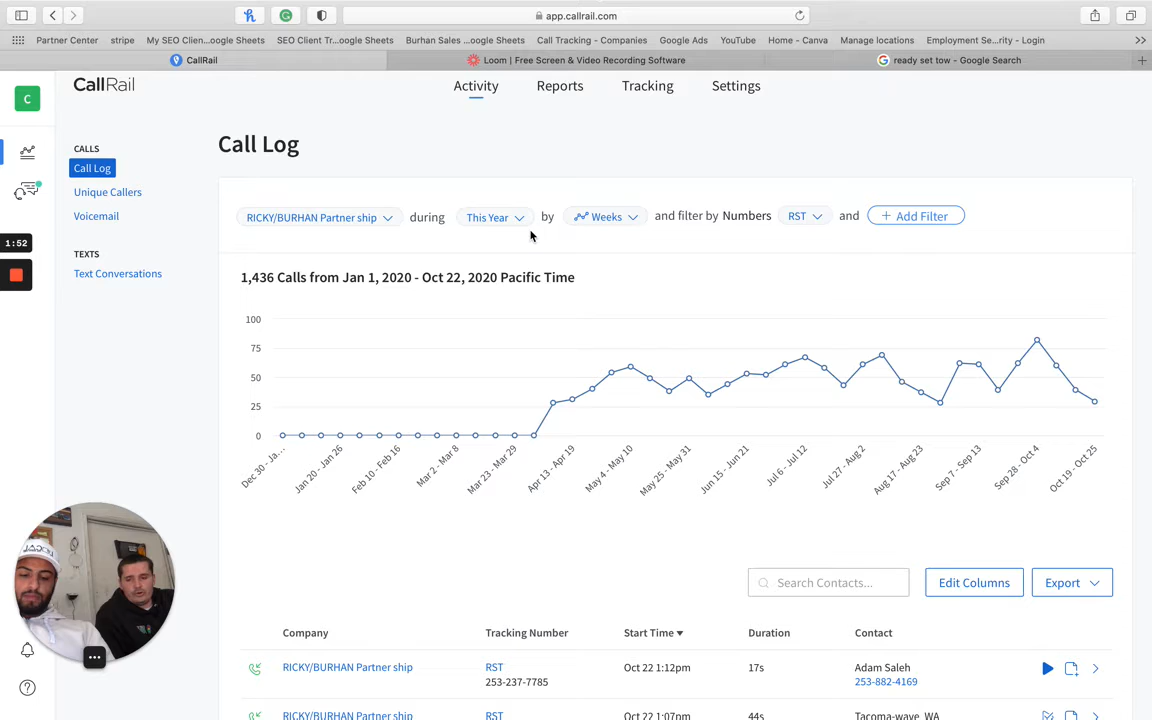 app.callrail.com
Partner Center
stripe
My SEO Clien...oogle Sheets
SEO Client Tr...oogle Sheets
Burhan Sales ...oogle Sheets
Call Tracking - Companies
Google Ads
YouTube
Home - Canva
Manage locations
Employment Se...rity - Login
CallRail
Loom | Free Screen & Video Recording Software
ready set tow - Google Search
C
CallRail
Activity
Reports
Tracking
Settings
CALLS
Call Log
Unique Callers
Voicemail
TEXTS
Text Conversations
1:52
Call Log
RICKY/BURHAN Partner ship during This Year by Weeks and filter by Numbers RST and + Add Filter
1,436 Calls from Jan 1, 2020 - Oct 22, 2020 Pacific Time
100
75
50
25
0
Dec 30 - Ja...
Jan 20 - Jan 26
Feb 10 - Feb 16
Mar 2 - Mar 8
Mar 23 - Mar 29
Apr 13 - Apr 19
May 4 - May 10
May 25 - May 31
Jun 15 - Jun 21
Jul 6 - Jul 12
Jul 27 - Aug 2
Aug 17 - Aug 23
Sep 7 - Sep 13
Sep 28 - Oct 4
Oct 19 - Oct 25
Search Contacts...
Edit Columns
Export
Company Tracking Number Start Time Duration Contact
RICKY/BURHAN Partner ship RST Oct 22 1:12pm 17s Adam Saleh
253-237-7785 253-882-4169
RICKY/BURHAN Partner ship RST Oct 22 1:07pm 44s Tacoma-wave, WA